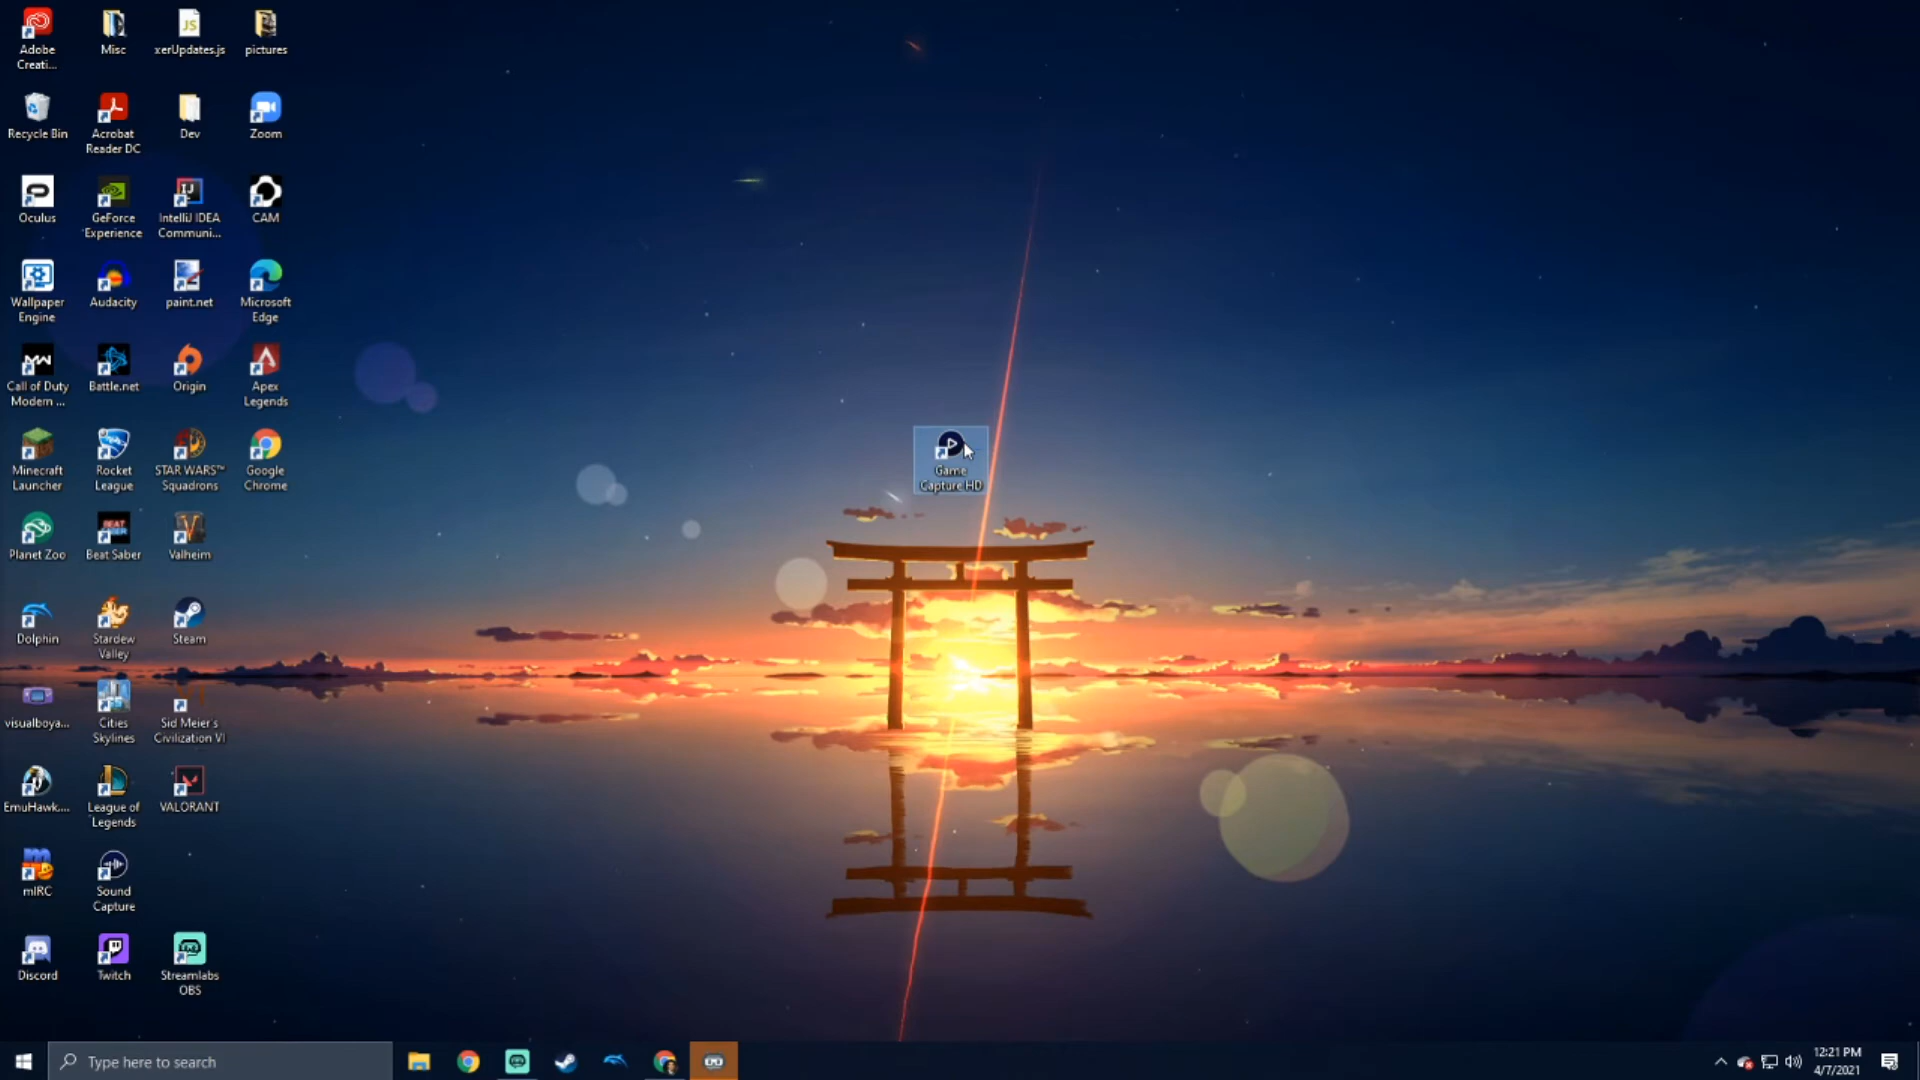 Adobe
Creati...
Misc
xerUpdates.js
pictures
Recycle Bin
Acrobat
Reader DC
Dev
Zoom
Oculus
GeForce
Experience
IntelliJ IDEA
Communi...
CAM
Wallpaper
Engine
Audacity
paint.net
Microsoft
Edge
Call of Duty
Modern ...
Battle.net
Origin
Apex
Legends
Minecraft
Launcher
Rocket
League
STAR WARS™
Squadrons
Google
Chrome
Game
Capture HD
Planet Zoo
Beat Saber
Valheim
Dolphin
Stardew
Valley
Steam
visualboya...
Cities
Skylines
Sid Meier's
Civilization VI
EmuHawk....
League of
Legends
VALORANT
mIRC
Sound
Capture
Discord
Twitch
Streamlabs
OBS
Type here to search
12:21 PM
4/7/2021